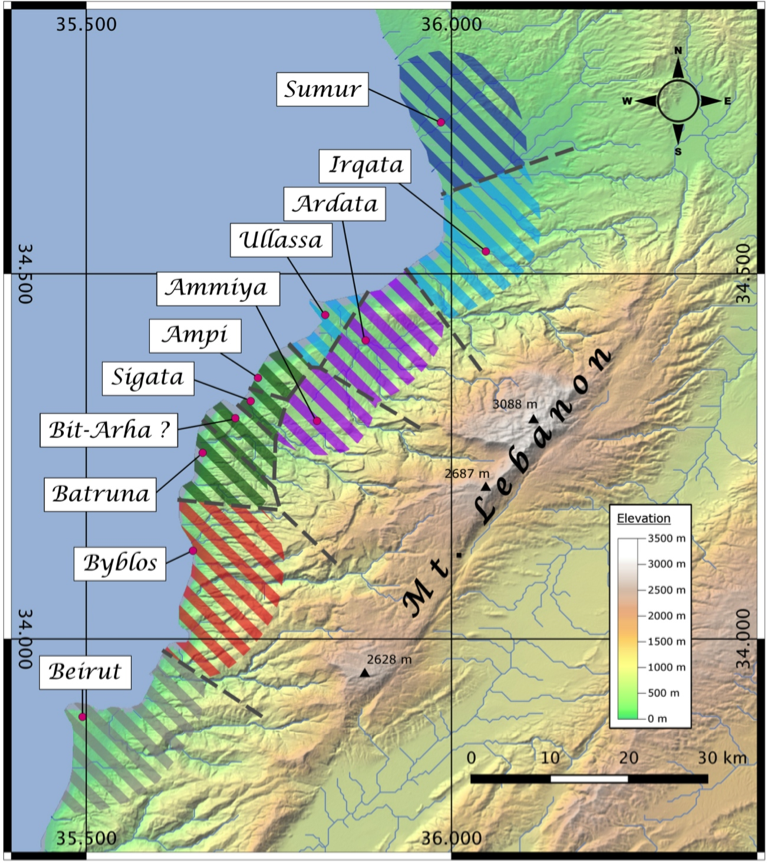 35.500
36.000
N
W
E
S
Sumur
Irqata
Ardata
Ullassa
34.500
34.500
Ammiya
Ampi
Sigata
Bit-Arha ?
Batruna
Byblos
Beirut
3088 m
2687 m
2628 m
Mt. Lebanon
Elevation
3500 m
3000 m
2500 m
2000 m
1500 m
1000 m
500 m
0 m
34.000
34.000
0
10
20
30 km
35.500
36.000